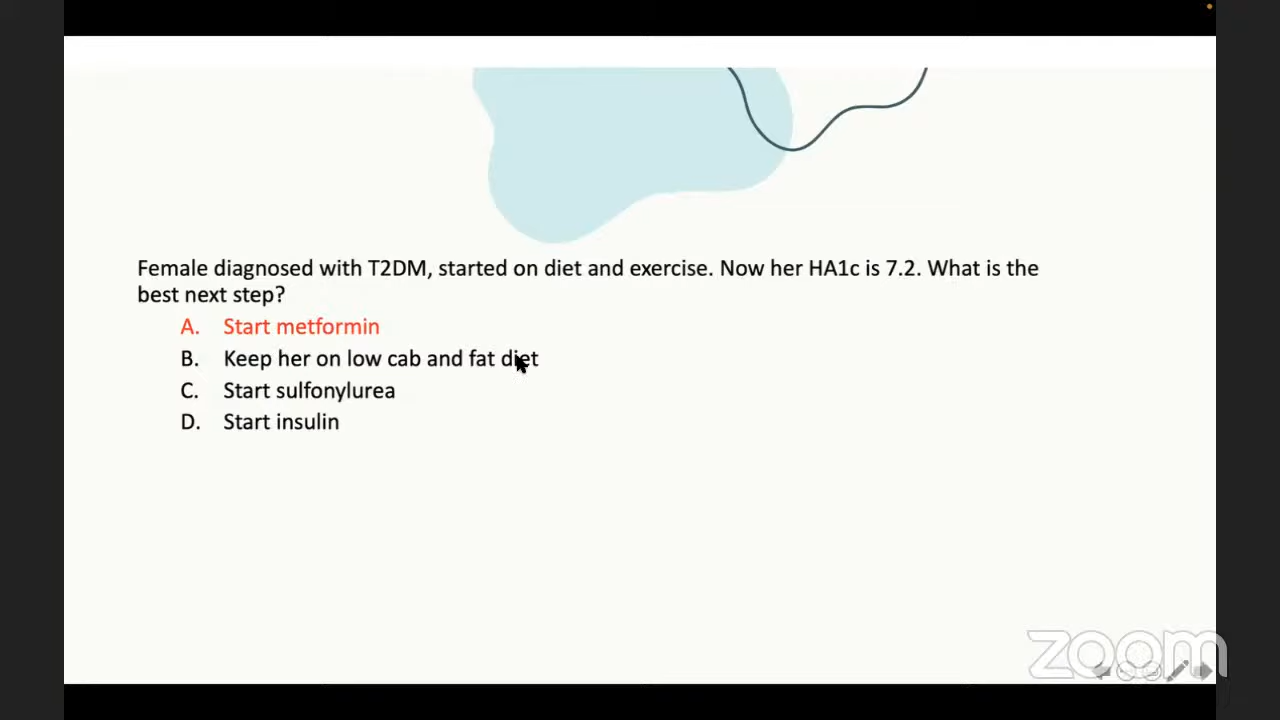 Female diagnosed with T2DM, started on diet and exercise. Now her HA1c is 7.2. What is the
best next step?
A. Start metformin
B. Keep her on low cab and fat diet
C. Start sulfonylurea
D. Start insulin
zoom